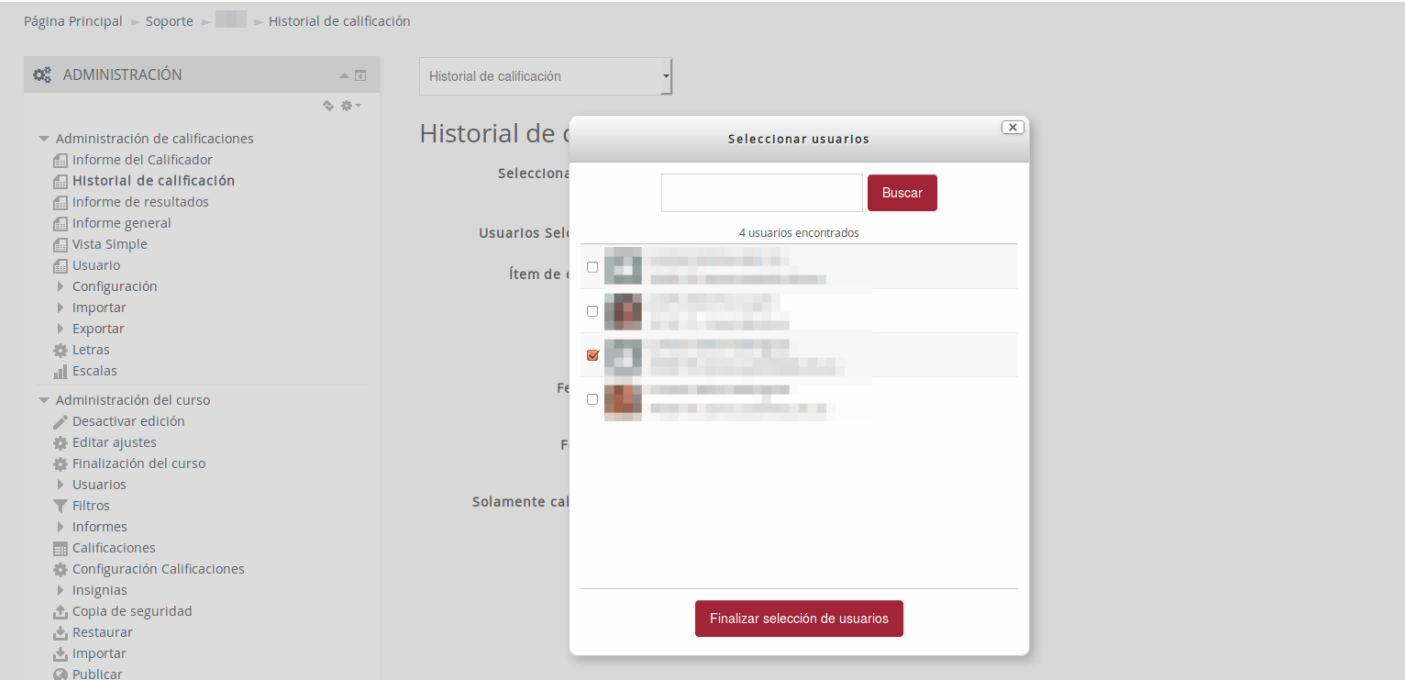 Página Principal ► Soporte ► ► Historial de calificación
ADMINISTRACIÓN
Administración de calificaciones
Informe del Calificador
Historial de calificación
Informe de resultados
Informe general
Vista Simple
Usuario
Configuración
Importar
Exportar
Letras
Escalas
Administración del curso
Desactivar edición
Editar ajustes
Finalización del curso
Usuarios
Filtros
Informes
Calificaciones
Configuración Calificaciones
Insignias
Copia de seguridad
Restaurar
Importar
Publicar
Historial de calificación
Historial de
Selecciona
Usuarios Sel
Ítem de
Fe
F
Solamente cal
Seleccionar usuarios
Buscar
4 usuarios encontrados
Finalizar selección de usuarios